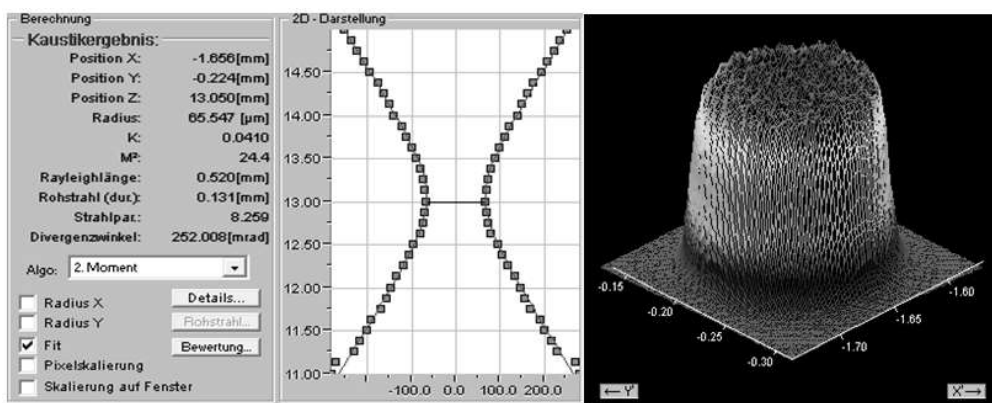 Berechnung
Kaustikergebnis:
Position X: -1.656[mm]
Position Y: -0.224[mm]
Position Z: 13.050[mm]
Radius: 65.547 [µm]
K: 0.0410
M²: 24.4
Rayleighlänge: 0.520[mm]
Rohstrahl (dur.): 0.131[mm]
Strahlpar.: 8.259
Divergenzwinkel: 252.008[mrad]
Algo: 2. Moment
Radius X
Details...
Radius Y
Rohstrahl...
Fit
Bewertung...
Pixelskalierung
Skalierung auf Fenster
2D - Darstellung
14.50
14.00
13.50
13.00
12.50
12.00
11.50
11.00
-100.0 0.0 100.0 200.0
-0.15
-0.20
-0.25
-0.30
-1.60
-1.65
-1.70
← Y'
X' →